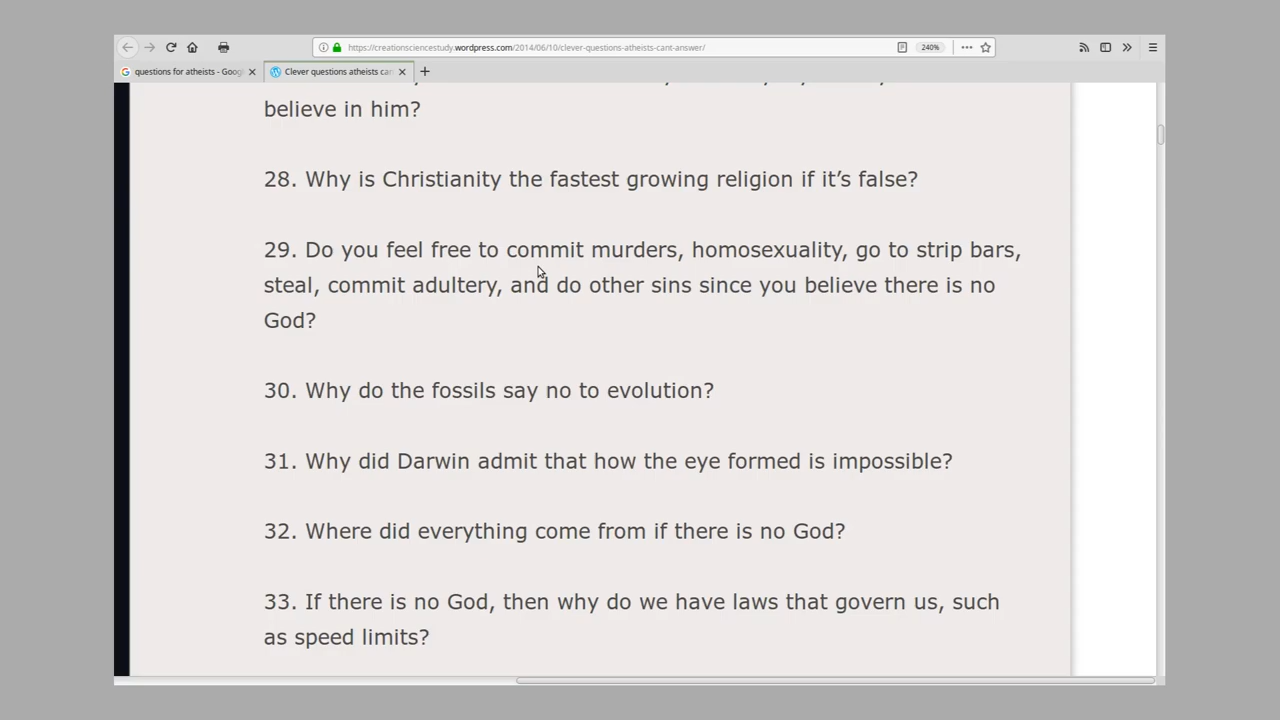 https://creationsciencestudy.wordpress.com/2014/06/10/clever-questions-atheists-cant-answer/
240%
questions for atheists - Goog
Clever questions atheists ca
believe in him?
28. Why is Christianity the fastest growing religion if it’s false?
29. Do you feel free to commit murders, homosexuality, go to strip bars,
steal, commit adultery, and do other sins since you believe there is no
God?
30. Why do the fossils say no to evolution?
31. Why did Darwin admit that how the eye formed is impossible?
32. Where did everything come from if there is no God?
33. If there is no God, then why do we have laws that govern us, such
as speed limits?